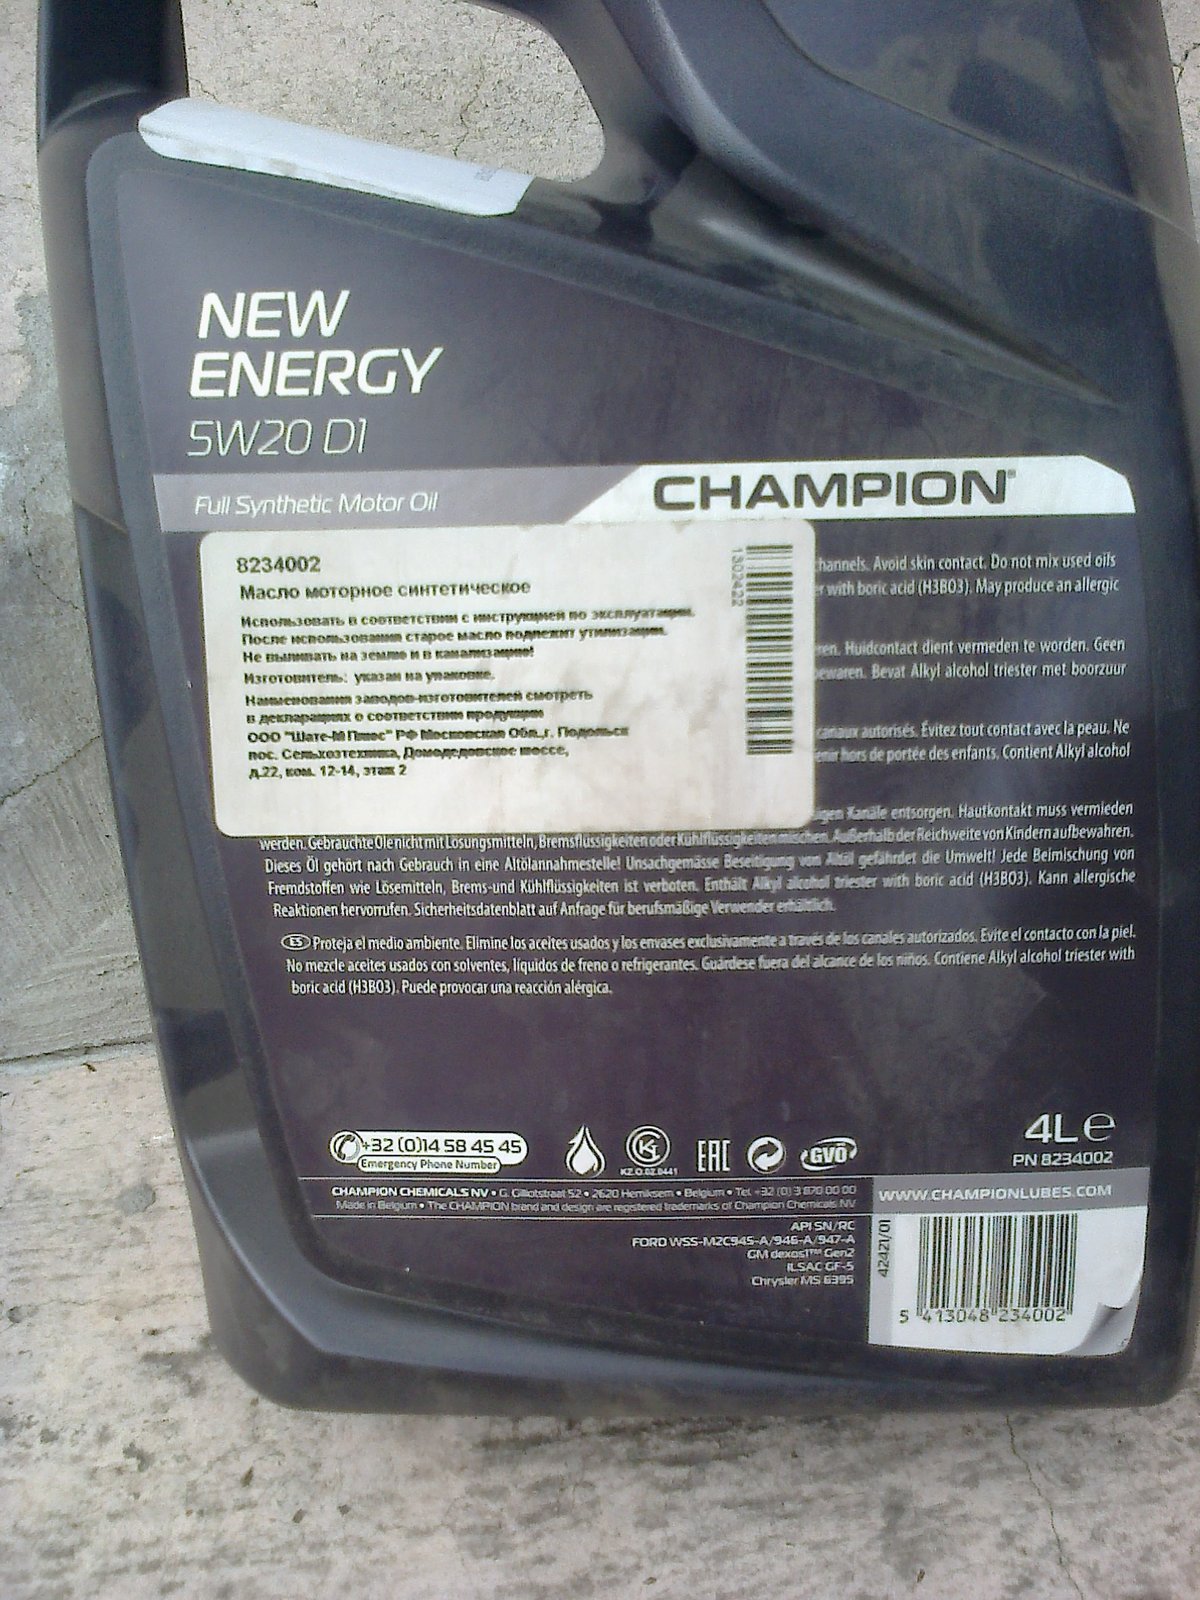 NEW
ENERGY
5W20 D1
Full Synthetic Motor Oil
CHAMPION®
8234002
Масло моторное синтетическое
Использовать в соответствии с инструкцией по эксплуатации.
После использования старое масло подлежит утилизации.
Не выливать на землю и в канализацию!
Изготовитель: указан на упаковке.
Наименования заводов-изготовителей смотреть
в декларациях о соответствии продукции
ООО "Шате-М Плюс" РФ Московская Обл.,г. Подольск
пос. Сельхозтехника, Домодедовское шоссе,
д.22, ком. 12-14, этаж 2
1302422
hannels. Avoid skin contact. Do not mix used oils
r with boric acid (H3BO3). May produce an allergic
ren. Huidcontact dient vermeden te worden. Geen
ewaren. Bevat Alkyl alcohol triester met boorzuur
canaux autorisés. Évitez tout contact avec la peau. Ne
enir hors de portée des enfants. Contient Alkyl alcohol
igen Kanäle entsorgen. Hautkontakt muss vermieden
werden. Gebrauchte Öle nicht mit Lösungsmitteln, Bremsflüssigkeiten oder Kühlflüssigkeiten mischen. Außerhalb der Reichweite von Kindern aufbewahren.
Dieses Öl gehört nach Gebrauch in eine Altölannahmestelle! Unsachgemässe Beseitigung von Altöl gefährdet die Umwelt! Jede Beimischung von
Fremdstoffen wie Lösemitteln, Brems-und Kühlflüssigkeiten ist verboten. Enthält Alkyl alcohol triester with boric acid (H3BO3). Kann allergische
Reaktionen hervorrufen. Sicherheitsdatenblatt auf Anfrage für berufsmäßige Verwender erhältlich.
ES Proteja el medio ambiente. Elimine los aceites usados y los envases exclusivamente a través de los canales autorizados. Evite el contacto con la piel.
No mezcle aceites usados con solventes, líquidos de freno o refrigerantes. Guárdese fuera del alcance de los niños. Contiene Alkyl alcohol triester with
boric acid (H3BO3). Puede provocar una reacción alérgica.
+32 (0)14 58 45 45
Emergency Phone Number
KZ.O.02.0441
EAC
GVÖ
4L e
PN 8234002
CHAMPION CHEMICALS NV • G. Gilliotstraat 52 • 2620 Hemiksem • Belgium • Tel. +32 (0) 3 870 00 00
Made in Belgium • The CHAMPION brand and design are registered trademarks of Champion Chemicals NV
WWW.CHAMPIONLUBES.COM
API SN/RC
FORD WSS-M2C945-A/946-A/947-A
GM dexos1™ Gen2
ILSAC GF-5
Chrysler MS 6395
42421/01
5 413048 234002